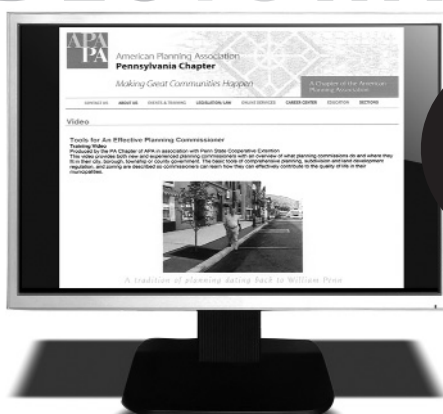 APA
PA
American Planning Association
Pennsylvania Chapter
Making Great Communities Happen
A Chapter of the American
Planning Association
CONTACT US ABOUT US EVENTS & TRAINING LEGISLATION/LAW ONLINE SERVICES CAREER CENTER EDUCATION SECTIONS
Video
Tools for An Effective Planning Commissioner
Training Video
Produced by the PA Chapter of APA in association with Penn State Cooperative Extention
This video provides both new and experienced planning commissioners with an overview of what planning commissions do and where they
fit in their city, borough, township or county government. The basic tools of comprehensive planning, subdivision and land development
regulation, and zoning are described so commissioners can learn how they can effectively contribute to the quality of life in their
municipalities.
A tradition of planning dating back to William Penn